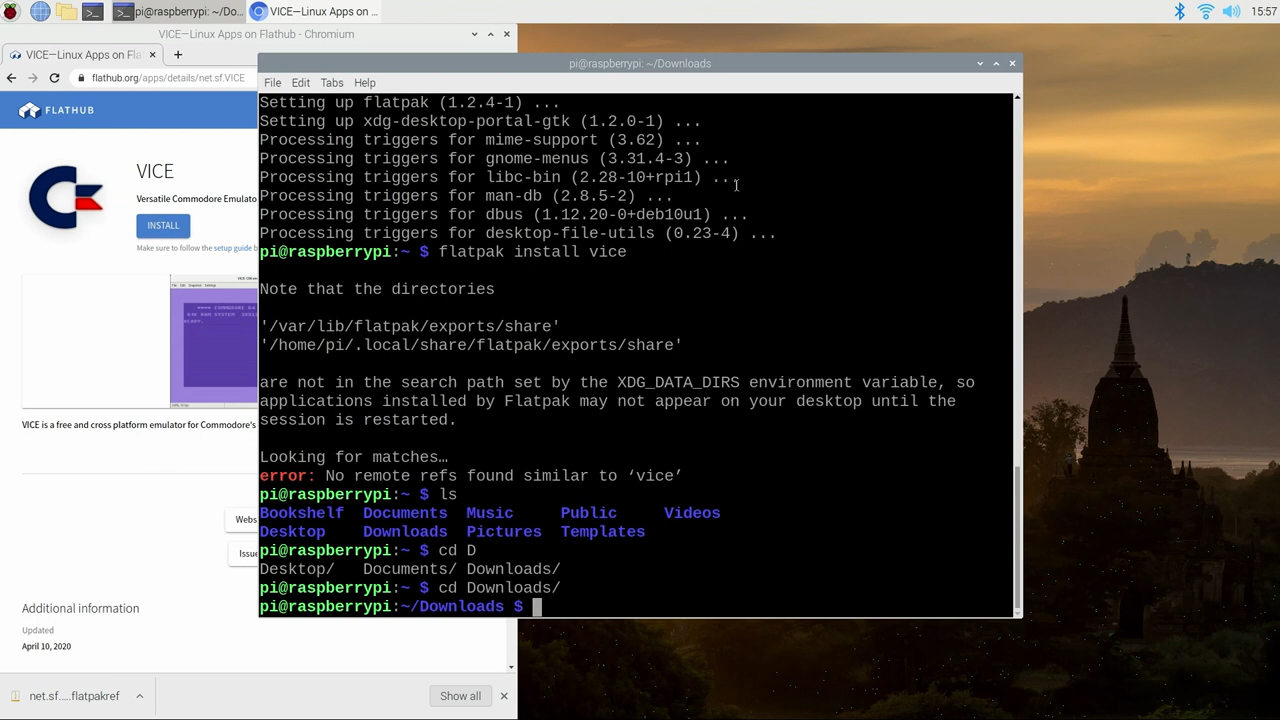 pi@raspberrypi: ~/Do...
VICE—Linux Apps on ...
15:57
VICE—Linux Apps on Flathub - Chromium
VICE—Linux Apps on Fla
flathub.org/apps/details/net.sf.VICE
FLATHUB
VICE
Versatile Commodore Emulato
INSTALL
Make sure to follow the setup guide b
VICE is a free and cross platform emulator for Commodore's
Webs
Issue
Additional information
Updated
April 10, 2020
net.sf.....flatpakref
Show all
pi@raspberrypi: ~/Downloads
File Edit Tabs Help
Setting up flatpak (1.2.4-1) ...
Setting up xdg-desktop-portal-gtk (1.2.0-1) ...
Processing triggers for mime-support (3.62) ...
Processing triggers for gnome-menus (3.31.4-3) ...
Processing triggers for libc-bin (2.28-10+rpi1) ...
Processing triggers for man-db (2.8.5-2) ...
Processing triggers for dbus (1.12.20-0+deb10u1) ...
Processing triggers for desktop-file-utils (0.23-4) ...
pi@raspberrypi:~ $ flatpak install vice
Note that the directories
'/var/lib/flatpak/exports/share'
'/home/pi/.local/share/flatpak/exports/share'
are not in the search path set by the XDG_DATA_DIRS environment variable, so
applications installed by Flatpak may not appear on your desktop until the
session is restarted.
Looking for matches…
error: No remote refs found similar to ‘vice’
pi@raspberrypi:~ $ ls
Bookshelf Documents Music Public Videos
Desktop Downloads Pictures Templates
pi@raspberrypi:~ $ cd D
Desktop/ Documents/ Downloads/
pi@raspberrypi:~ $ cd Downloads/
pi@raspberrypi:~/Downloads $